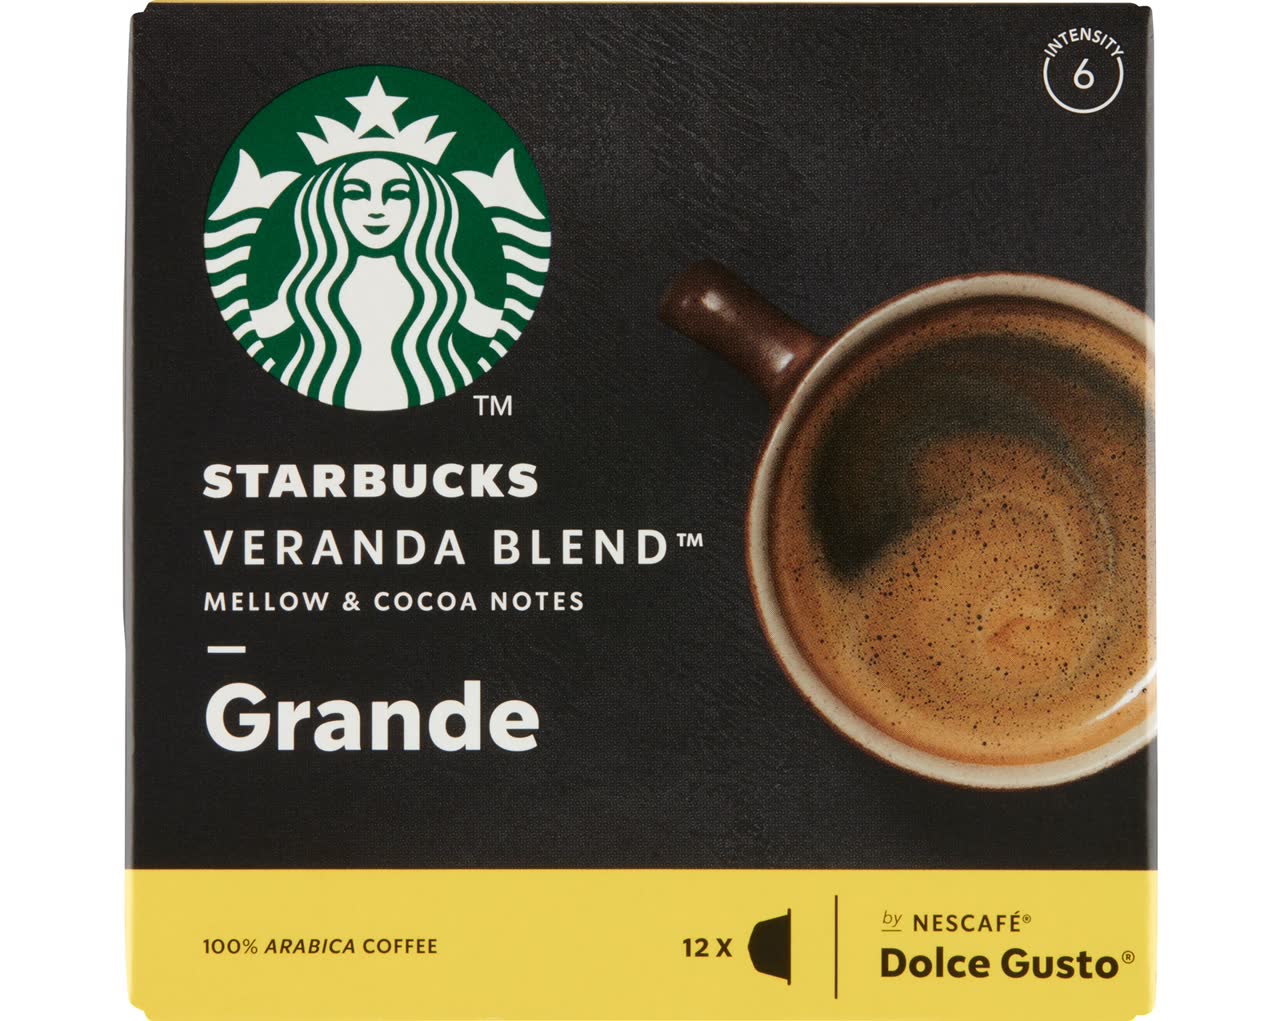 INTENSITY
6
TM
STARBUCKS
VERANDA BLEND™
MELLOW & COCOA NOTES
Grande
100% ARABICA COFFEE
12 X
by NESCAFÉ®
Dolce Gusto®